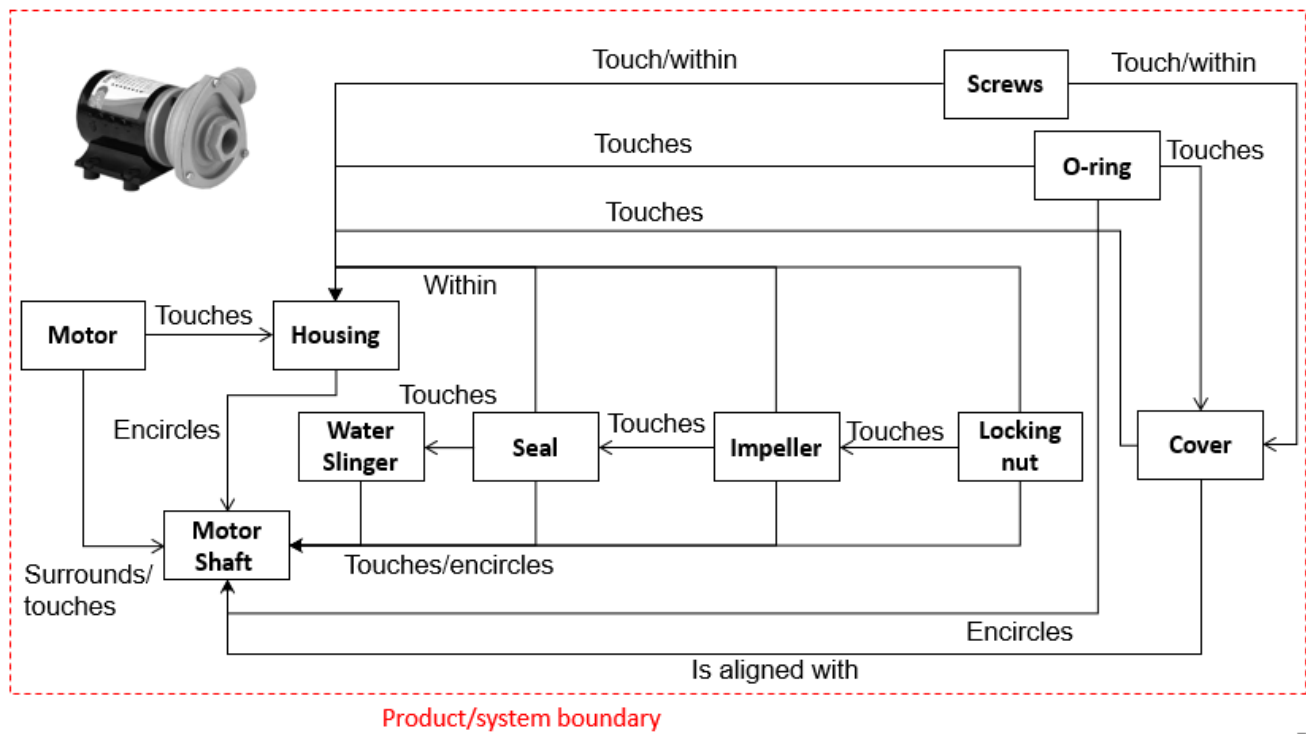 Touch/within
Screws
Touch/within
Touches
O-ring
Touches
Touches
Within
Motor
Touches
Housing
Encircles
Water
Slinger
Touches
Seal
Touches
Impeller
Touches
Locking
nut
Cover
Motor
Shaft
Surrounds/
touches
Touches/encircles
Encircles
Is aligned with
Product/system boundary